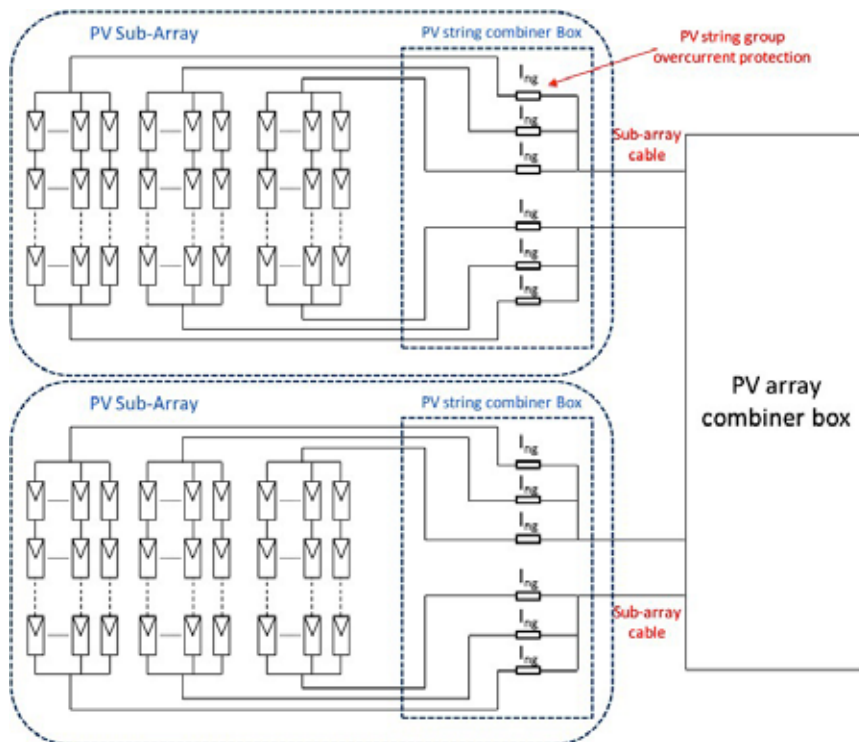 PV Sub-Array
PV string combiner Box
PV string group
overcurrent protection
Ing
Ing
Ing
Sub-array
cable
Ing
Ing
Ing
PV array
combiner box
PV Sub-Array
PV string combiner Box
Ing
Ing
Ing
Ing
Sub-array
cable
Ing
Ing